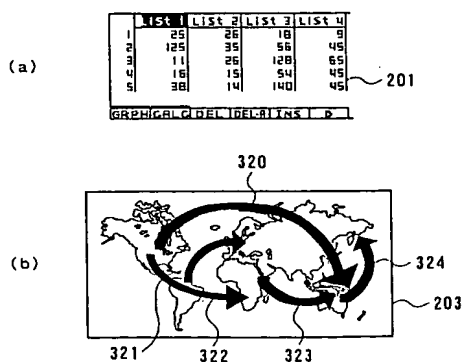 (a)
List 1 List 2 List 3 List 4
1 25 26 18 9
2 125 35 56 45
3 11 26 128 65
4 16 15 54 45
5 38 14 140 45
GRPH CALC DEL DEL-A INS
201
320
(b)
324
203
321 322 323